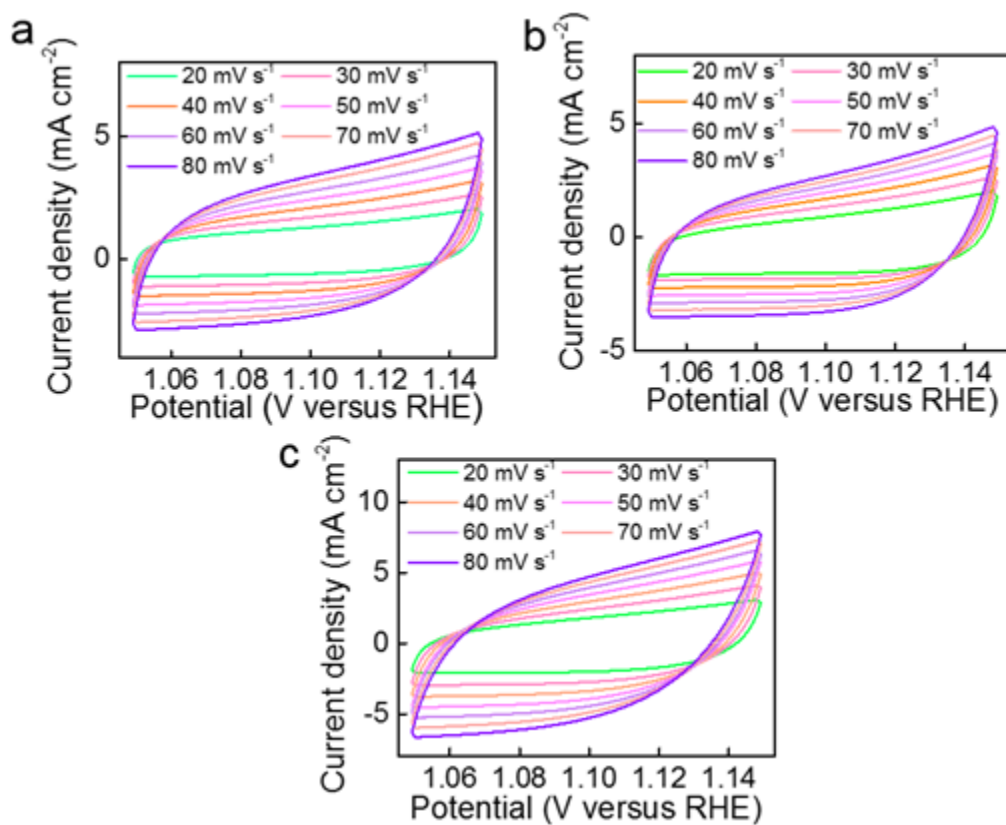 a
20 mV s⁻¹ 30 mV s⁻¹
40 mV s⁻¹ 50 mV s⁻¹
60 mV s⁻¹ 70 mV s⁻¹
80 mV s⁻¹
Current density (mA cm⁻²)
5
0
1.06 1.08 1.10 1.12 1.14
Potential (V versus RHE)
b
20 mV s⁻¹ 30 mV s⁻¹
40 mV s⁻¹ 50 mV s⁻¹
60 mV s⁻¹ 70 mV s⁻¹
80 mV s⁻¹
Current density (mA cm⁻²)
5
0
-5
1.06 1.08 1.10 1.12 1.14
Potential (V versus RHE)
c
20 mV s⁻¹ 30 mV s⁻¹
40 mV s⁻¹ 50 mV s⁻¹
60 mV s⁻¹ 70 mV s⁻¹
80 mV s⁻¹
Current density (mA cm⁻²)
10
5
0
-5
1.06 1.08 1.10 1.12 1.14
Potential (V versus RHE)